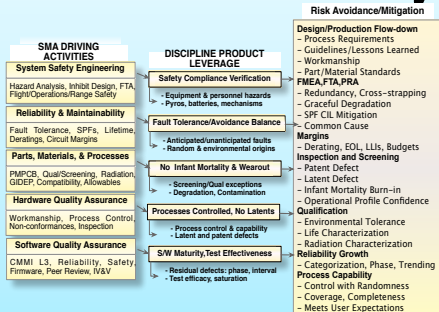 Risk Avoidance/Mitigation
SMA DRIVING
ACTIVITIES
System Safety Engineering
Hazard Analysis, Inhibit Design, FTA,
Flight/Operations/Range Safety
Reliability & Maintainability
Fault Tolerance, SPFs, Lifetime,
Deratings, Circuit Margins
Parts, Materials, & Processes
PMPCB, Qual/Screening, Radiation,
GIDEP, Compatibility, Allowables
Hardware Quality Assurance
Workmanship, Process Control,
Non-conformances, Inspection
Software Quality Assurance
CMMI L3, Reliability, Safety,
Firmware, Peer Review, IV&V
DISCIPLINE PRODUCT
LEVERAGE
Safety Compliance Verification
- Equipment & personnel hazards
- Pyros, batteries, mechanisms
Fault Tolerance/Avoidance Balance
- Anticipated/unanticipated faults
- Random & environmental origins
No Infant Mortality & Wearout
- Screening/Qual exceptions
- Degradation, Contamination
Processes Controlled, No Latents
- Process control & capability
- Latent and patent defects
S/W Maturity,Test Effectiveness
- Residual defects: phase, interval
- Test efficacy, saturation
Design/Production Flow-down
- Process Requirements
- Guidelines/Lessons Learned
- Workmanship
- Part/Material Standards
FMEA,FTA,PRA
- Redundancy, Cross-strapping
- Graceful Degradation
- SPF CIL Mitigation
- Common Cause
Margins
- Derating, EOL, LLIs, Budgets
Inspection and Screening
- Patent Defect
- Latent Defect
- Infant Mortality Burn-in
- Operational Profile Confidence
Qualification
- Environmental Tolerance
- Life Characterization
- Radiation Characterization
Reliability Growth
- Categorization, Phase, Trending
Process Capability
- Control with Randomness
- Coverage, Completeness
- Meets User Expectations